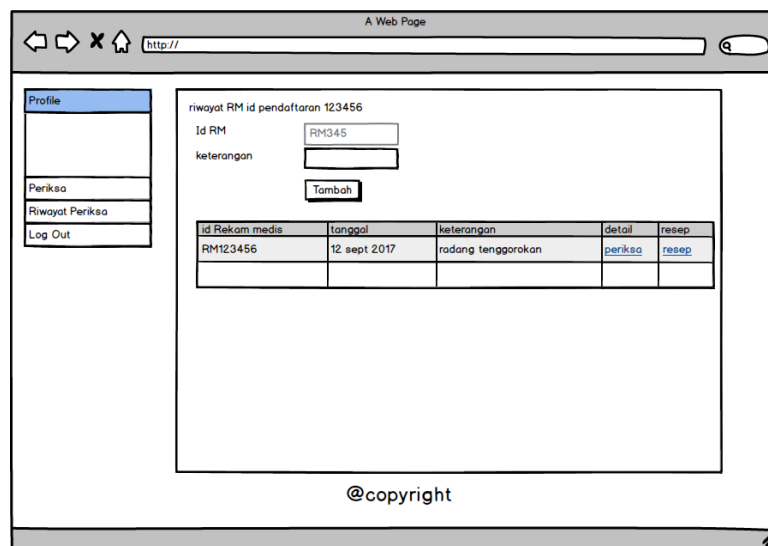 A Web Page
http://
Profile
Periksa
Riwayat Periksa
Log Out
riwayat RM id pendaftaran 123456
Id RM RM345
keterangan
Tambah
id Rekam medis tanggal keterangan detail resep
RM123456 12 sept 2017 radang tenggorokan periksa resep
@copyright